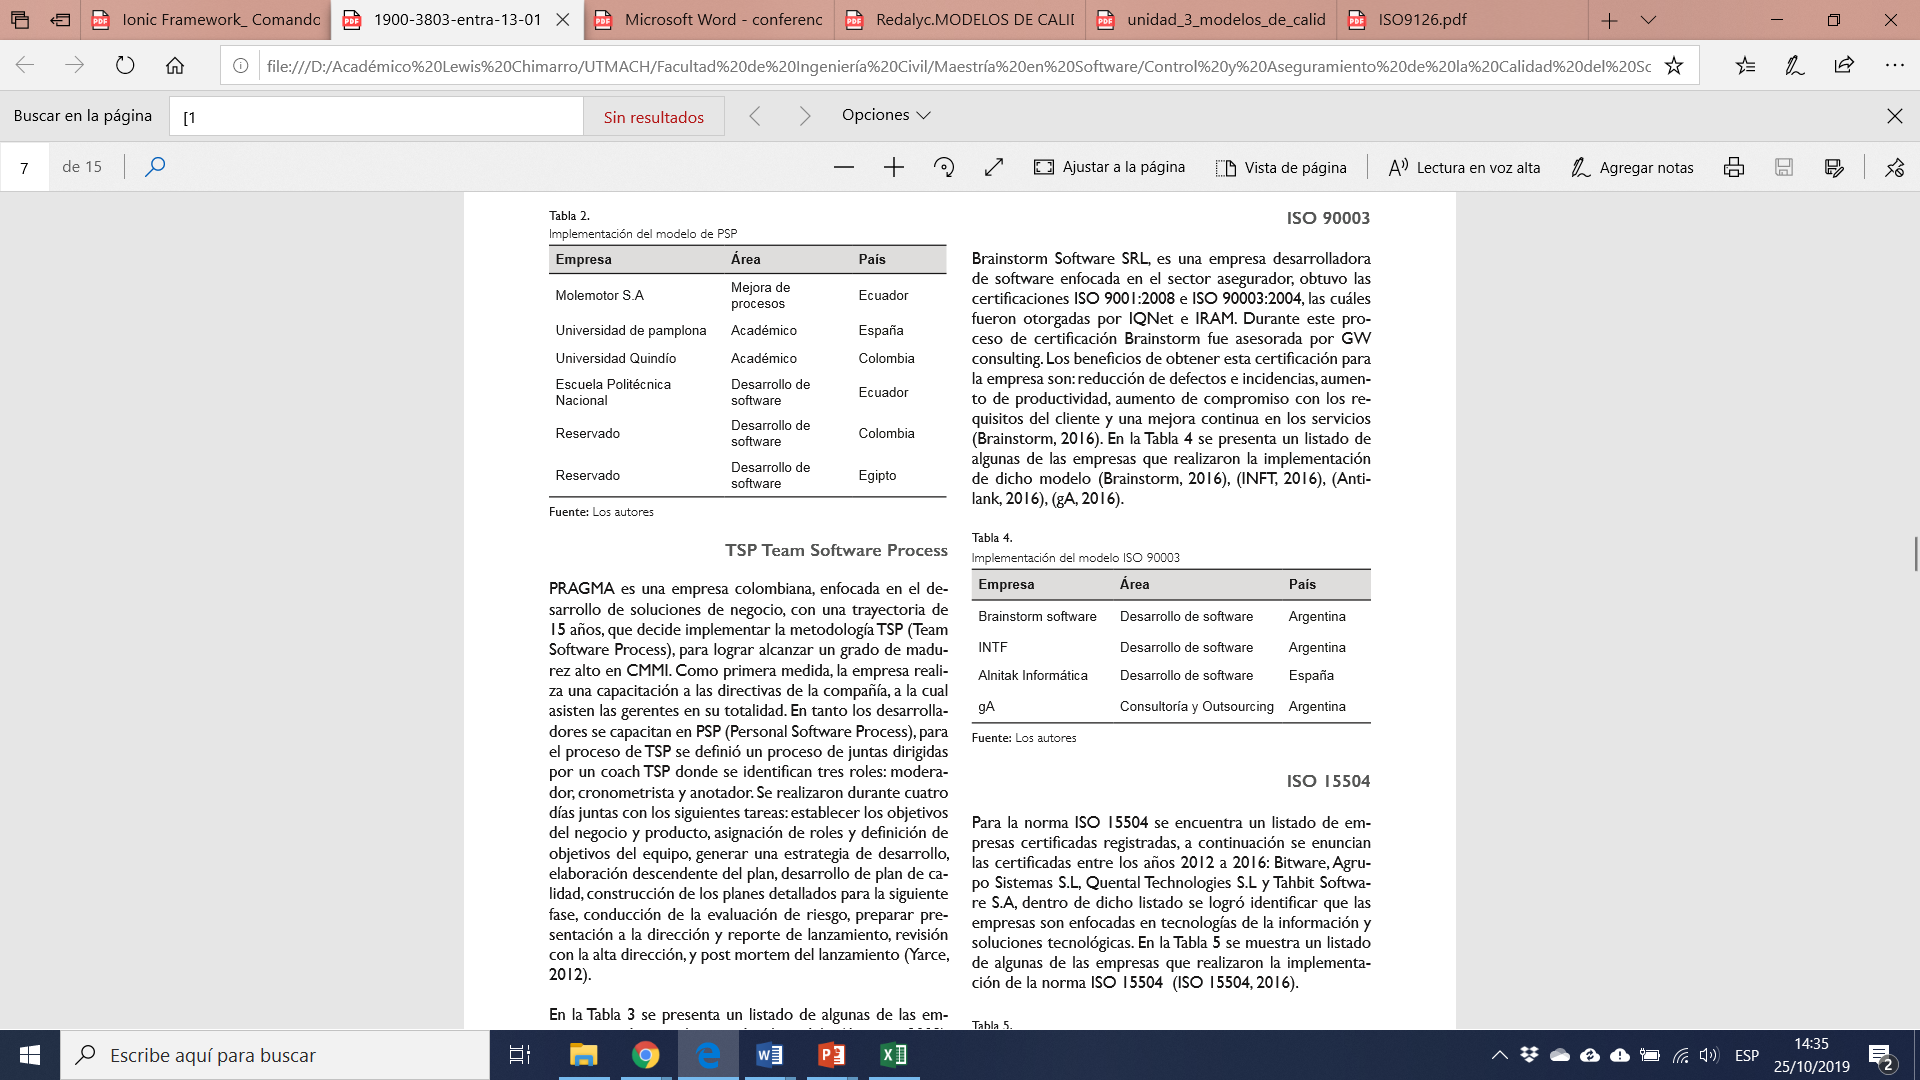 Ionic Framework_ Comando
1900-3803-entra-13-01
Microsoft Word - conferenc
Redalyc.MODELOS DE CALI
unidad_3_modelos_de_calid
ISO9126.pdf
file:///D:/Académico%20Lewis%20Chimarro/UTMACH/Facultad%20de%20Ingeniería%20Civil/Maestría%20en%20Software/Control%20y%20Aseguramiento%20de%20la%20Calidad%20del%20Sc
Buscar en la página
[1
Sin resultados
Opciones
7
de 15
Ajustar a la página
Vista de página
Lectura en voz alta
Agregar notas
Tabla 2.
Implementación del modelo de PSP
Empresa Área País
Molemotor S.A Mejora de procesos Ecuador
Universidad de pamplona Académico España
Universidad Quindío Académico Colombia
Escuela Politécnica Nacional Desarrollo de software Ecuador
Reservado Desarrollo de software Colombia
Reservado Desarrollo de software Egipto
Fuente: Los autores
TSP Team Software Process
PRAGMA es una empresa colombiana, enfocada en el de-
sarrollo de soluciones de negocio, con una trayectoria de
15 años, que decide implementar la metodología TSP (Team
Software Process), para lograr alcanzar un grado de madu-
rez alto en CMMI. Como primera medida, la empresa reali-
za una capacitación a las directivas de la compañía, a la cual
asisten las gerentes en su totalidad. En tanto los desarrolla-
dores se capacitan en PSP (Personal Software Process), para
el proceso de TSP se definió un proceso de juntas dirigidas
por un coach TSP donde se identifican tres roles: modera-
dor, cronometrista y anotador. Se realizaron durante cuatro
días juntas con los siguientes tareas: establecer los objetivos
del negocio y producto, asignación de roles y definición de
objetivos del equipo, generar una estrategia de desarrollo,
elaboración descendente del plan, desarrollo de plan de ca-
lidad, construcción de los planes detallados para la siguiente
fase, conducción de la evaluación de riesgo, preparar pre-
sentación a la dirección y reporte de lanzamiento, revisión
con la alta dirección, y post mortem del lanzamiento (Yarce,
2012).
En la Tabla 3 se presenta un listado de algunas de las em-
ISO 90003
Brainstorm Software SRL, es una empresa desarrolladora
de software enfocada en el sector asegurador, obtuvo las
certificaciones ISO 9001:2008 e ISO 90003:2004, las cuáles
fueron otorgadas por IQNet e IRAM. Durante este pro-
ceso de certificación Brainstorm fue asesorada por GW
consulting. Los beneficios de obtener esta certificación para
la empresa son: reducción de defectos e incidencias, aumen-
to de productividad, aumento de compromiso con los re-
quisitos del cliente y una mejora continua en los servicios
(Brainstorm, 2016). En la Tabla 4 se presenta un listado de
algunas de las empresas que realizaron la implementación
de dicho modelo (Brainstorm, 2016), (INFT, 2016), (Anti-
lank, 2016), (gA, 2016).
Tabla 4.
Implementación del modelo ISO 90003
Empresa Área País
Brainstorm software Desarrollo de software Argentina
INTF Desarrollo de software Argentina
Alnitak Informática Desarrollo de software España
gA Consultoría y Outsourcing Argentina
Fuente: Los autores
ISO 15504
Para la norma ISO 15504 se encuentra un listado de em-
presas certificadas registradas, a continuación se enuncian
las certificadas entre los años 2012 a 2016: Bitware, Agru-
po Sistemas S.L, Quental Technologies S.L y Tahbit Softwa-
re S.A, dentro de dicho listado se logró identificar que las
empresas son enfocadas en tecnologías de la información y
soluciones tecnológicas. En la Tabla 5 se muestra un listado
de algunas de las empresas que realizaron la implementa-
ción de la norma ISO 15504 (ISO 15504, 2016).
Tabla 5.
Escribe aquí para buscar
ESP
14:35
25/10/2019
2